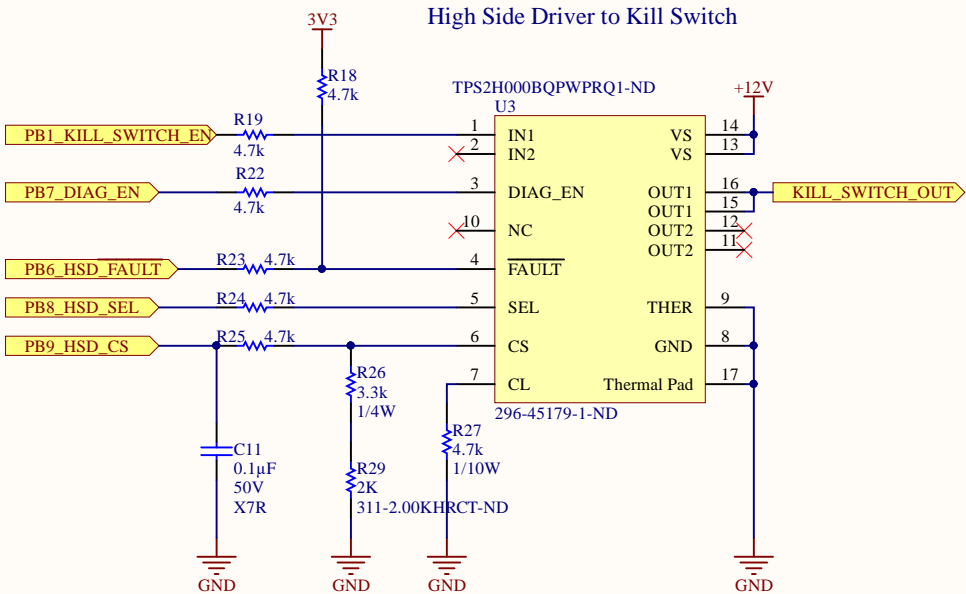 High Side Driver to Kill Switch
3V3
R18
4.7k
TPS2H000BQPWPRQ1-ND
U3
+12V
PB1_KILL_SWITCH_EN
R19
4.7k
1
IN1
VS
14
2
IN2
VS
13
PB7_DIAG_EN
R22
4.7k
3
DIAG_EN
OUT1
16
KILL_SWITCH_OUT
OUT1
15
10
NC
OUT2
12
OUT2
11
PB6_HSD_FAULT
R23
4.7k
4
FAULT
PB8_HSD_SEL
R24
4.7k
5
SEL
THER
9
PB9_HSD_CS
R25
4.7k
6
CS
GND
8
7
CL
Thermal Pad
17
296-45179-1-ND
R26
3.3k
1/4W
R27
4.7k
1/10W
C11
0.1µF
50V
X7R
R29
2K
311-2.00KHRCT-ND
GND
GND
GND
GND